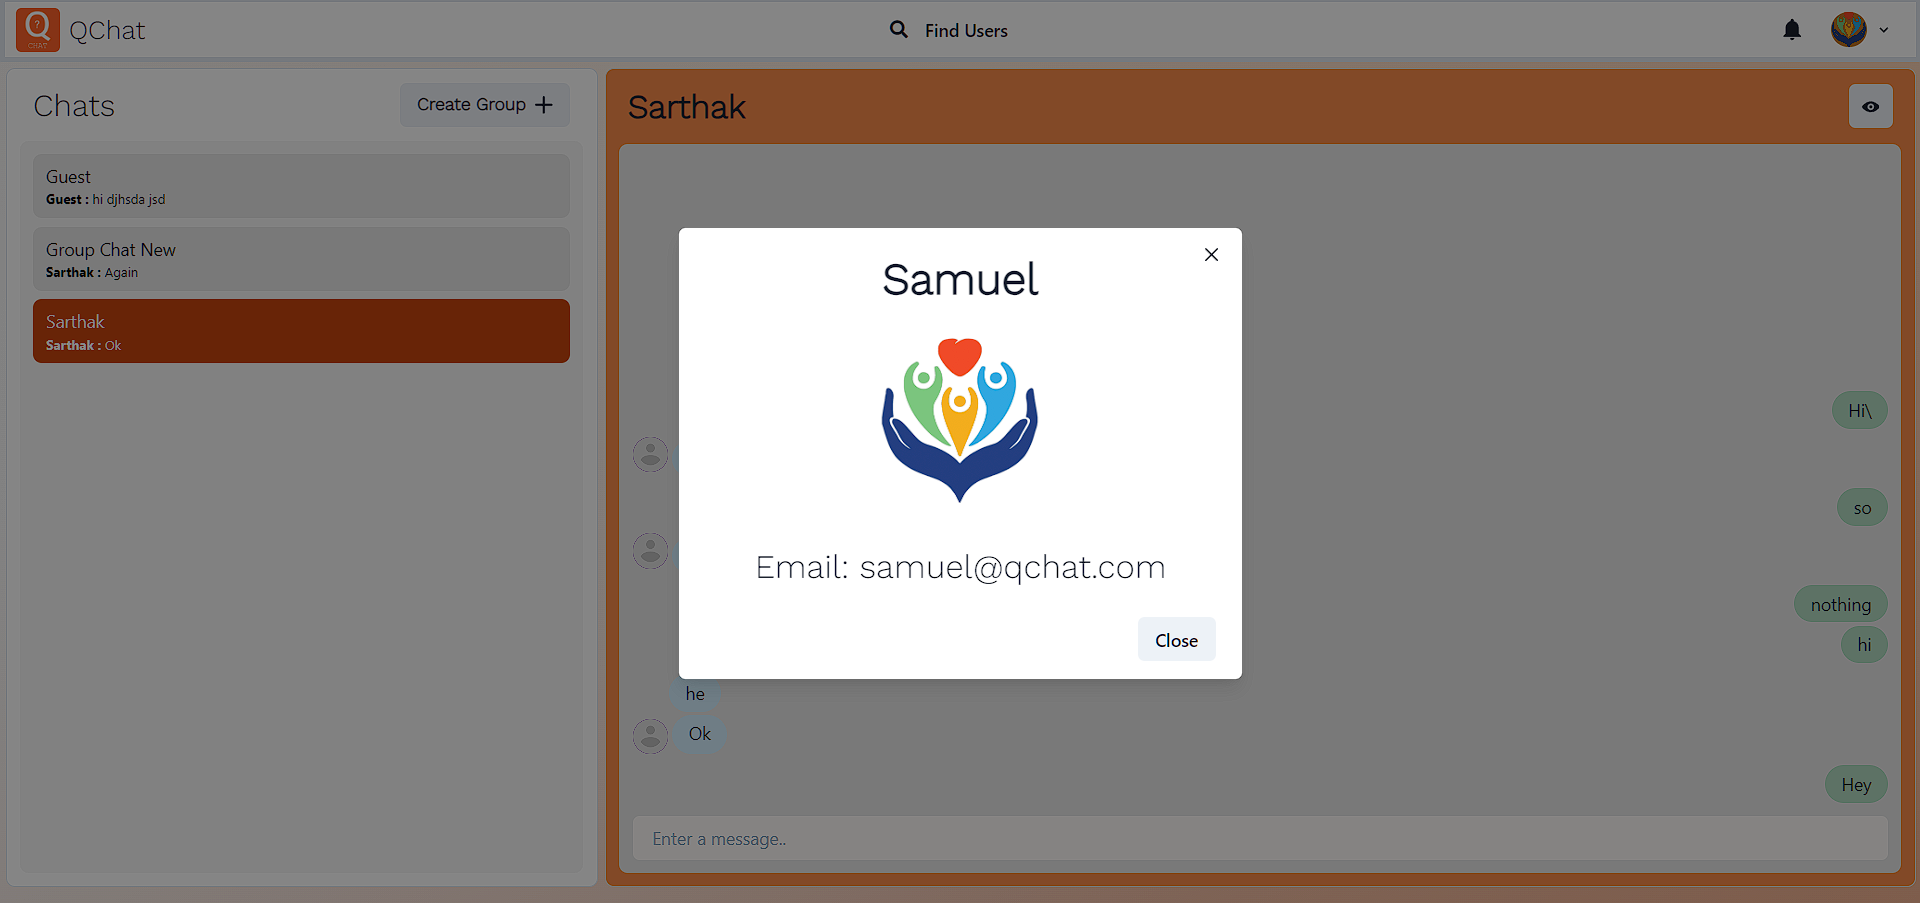 Q
?
CHAT
QChat
Find Users
Chats
Create Group
Guest
Guest : hi djhsda jsd
Group Chat New
Sarthak : Again
Sarthak
Sarthak : Ok
Sarthak
Hi\
so
nothing
hi
he
Ok
Hey
Enter a message..
Samuel
Email: samuel@qchat.com
Close